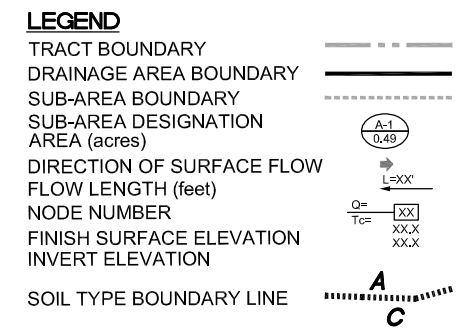 LEGEND
TRACT BOUNDARY
DRAINAGE AREA BOUNDARY
SUB-AREA BOUNDARY
SUB-AREA DESIGNATION
AREA (acres)
A-1
0.49
DIRECTION OF SURFACE FLOW
FLOW LENGTH (feet)
L=XX'
NODE NUMBER
Q=
Tc=
XX
FINISH SURFACE ELEVATION
XX.X
INVERT ELEVATION
XX.X
SOIL TYPE BOUNDARY LINE
A
C